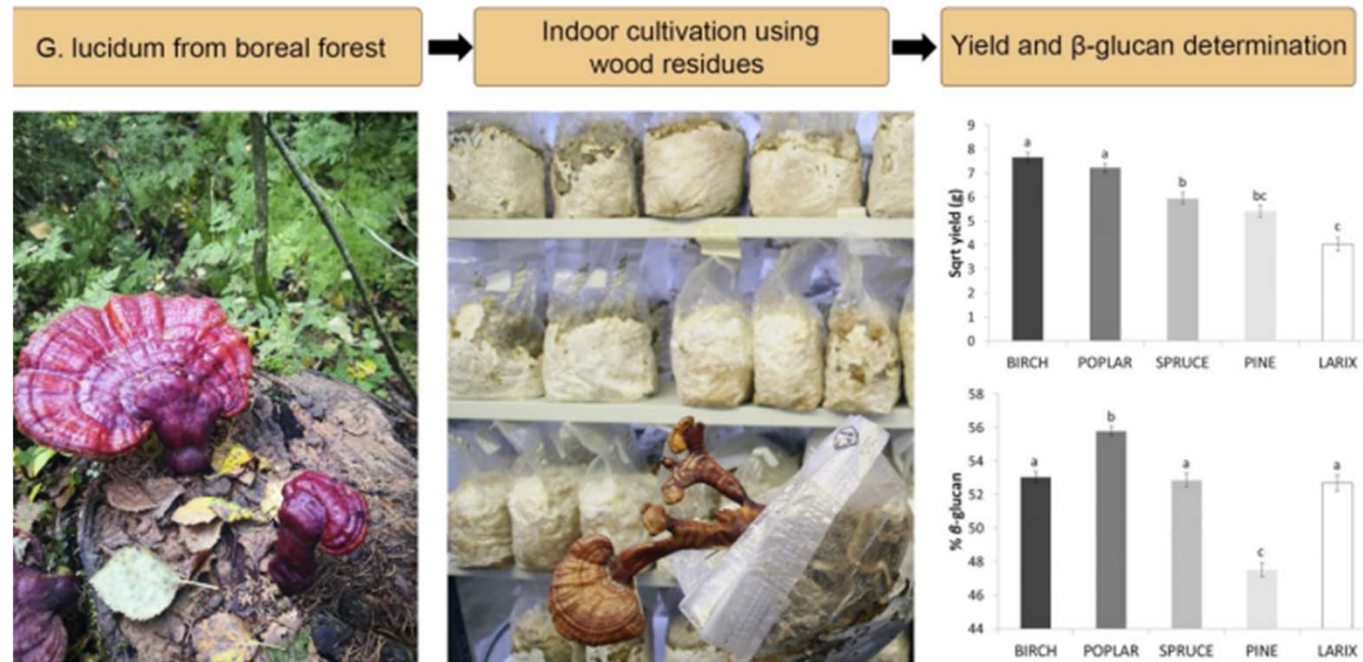 G. lucidum from boreal forest
Indoor cultivation using
wood residues
Yield and β-glucan determination
9
8
7
6
5
4
3
2
1
0
Sqrt yield (g)
a
a
b
bc
c
BIRCH POPLAR SPRUCE PINE LARIX
58
56
54
52
50
48
46
44
% β-glucan
a
b
a
c
a
BIRCH POPLAR SPRUCE PINE LARIX